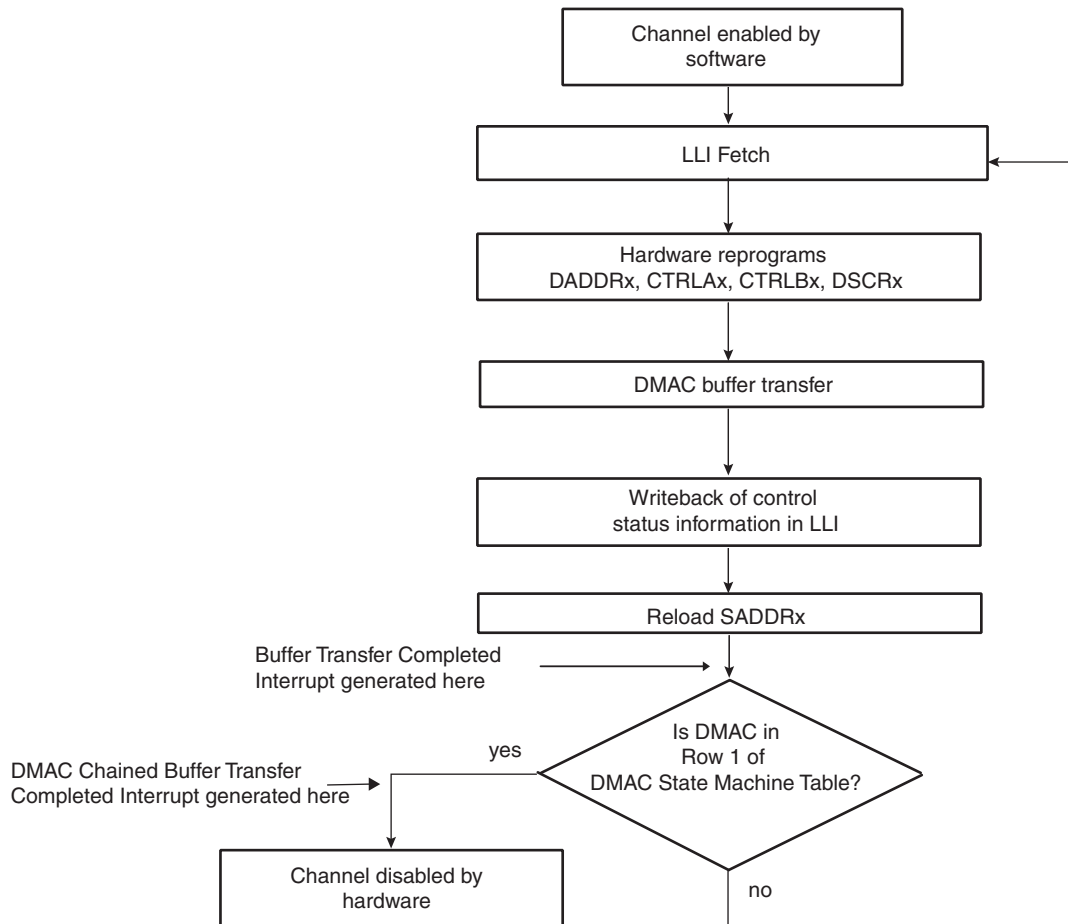 Channel enabled by
software
LLI Fetch
Hardware reprograms
DADDRx, CTRLAx, CTRLBx, DSCRx
DMAC buffer transfer
Writeback of control
status information in LLI
Reload SADDRx
Buffer Transfer Completed
Interrupt generated here
Is DMAC in
Row 1 of
DMAC State Machine Table?
yes
DMAC Chained Buffer Transfer
Completed Interrupt generated here
Channel disabled by
hardware
no